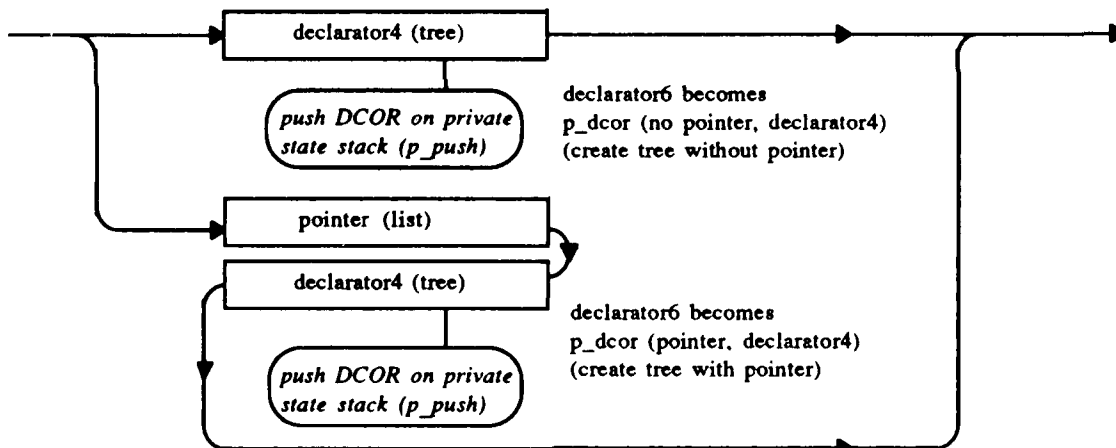 declarator4 (tree)
push DCOR on private
state stack (p_push)
declarator6 becomes
p_dcor (no pointer, declarator4)
(create tree without pointer)
pointer (list)
declarator4 (tree)
declarator6 becomes
p_dcor (pointer, declarator4)
(create tree with pointer)
push DCOR on private
state stack (p_push)